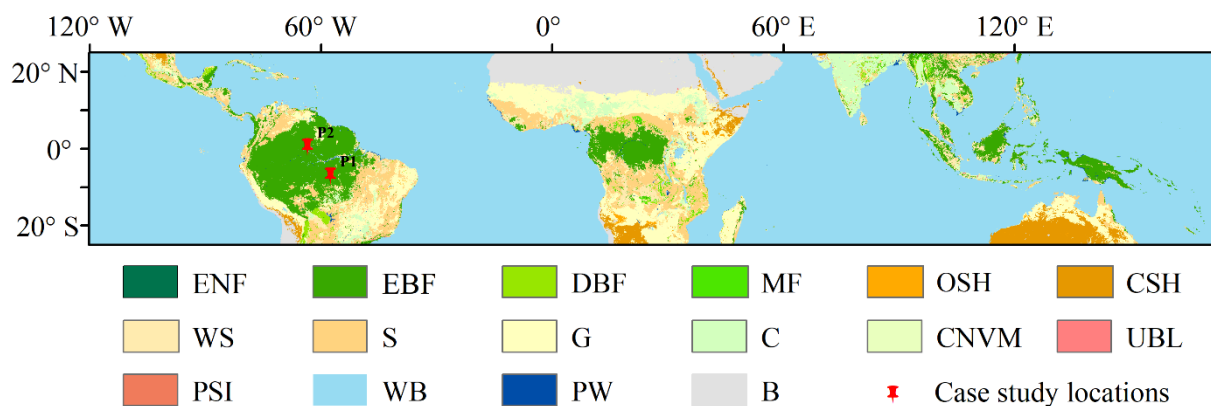 120° W 60° W 0° 60° E 120° E
20° N
P2
0°
P1
20° S
ENF EBF DBF MF OSH CSH
WS S G C CNVM UBL
PSI WB PW B Case study locations